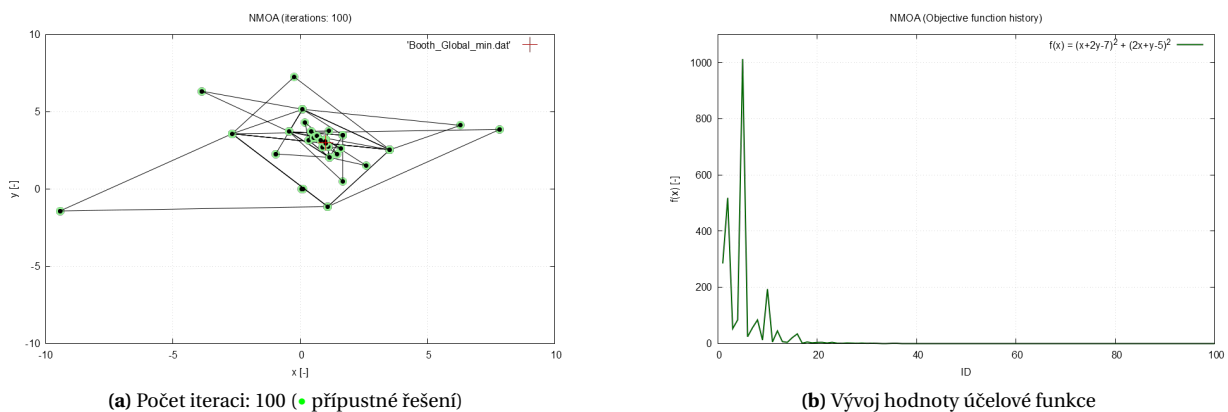 NMOA (iterations: 100)
'Booth_Global_min.dat'
10
5
0
-5
-10
y [-]
-10
-5
0
5
10
x [-]
(a) Počet iteraci: 100 (• přípustné řešení)
NMOA (Objective function history)
f(x) = (x+2y-7)² + (2x+y-5)²
1000
800
600
400
200
0
f(x) [-]
0
20
40
60
80
100
ID
(b) Vývoj hodnoty účelové funkce